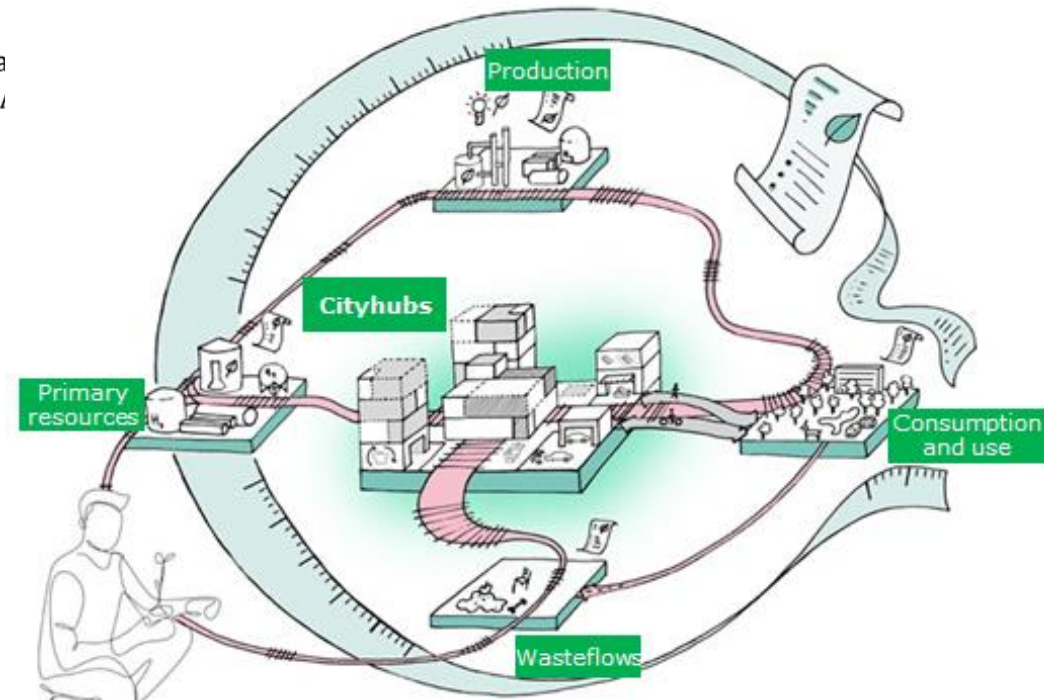 Production
Cityhubs
Primary
resources
Consumption
and use
Wasteflows